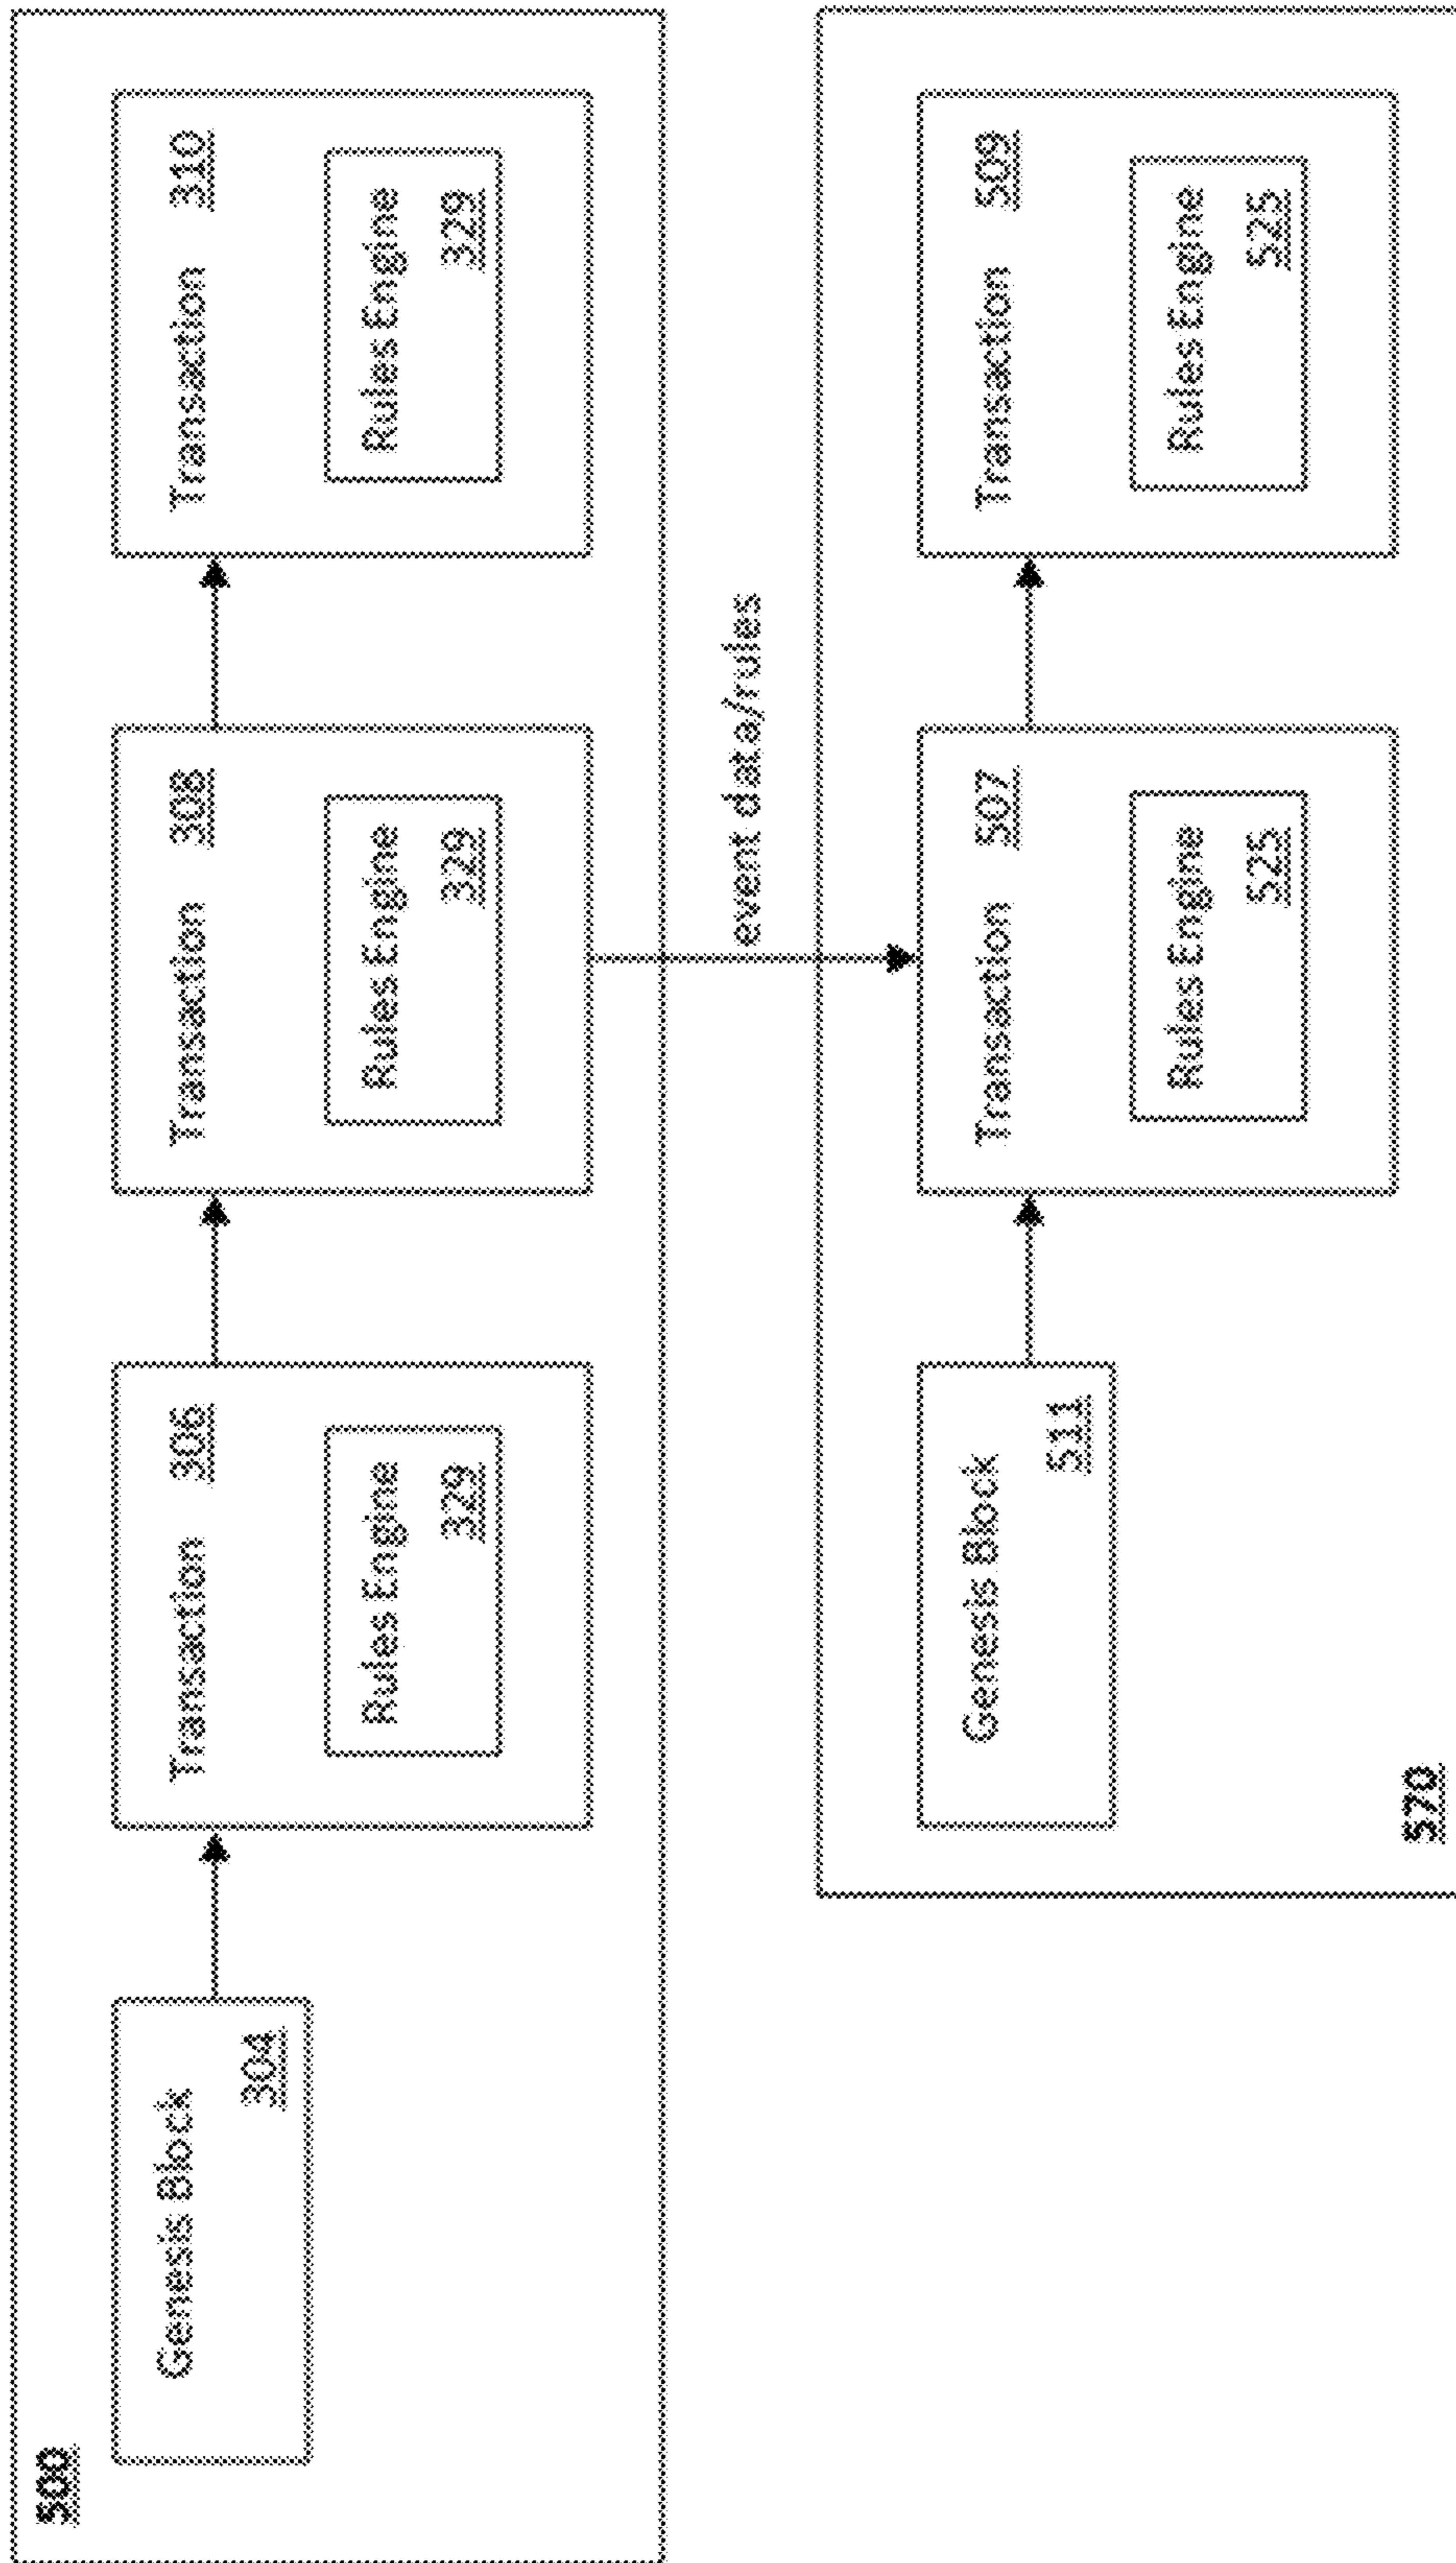 500
Genesis Block
304
Transaction 306
Rules Engine
329
Transaction 308
Rules Engine
329
Transaction 310
Rules Engine
329
event data/rules
Genesis Block
511
Transaction 507
Rules Engine
525
Transaction 509
Rules Engine
525
570